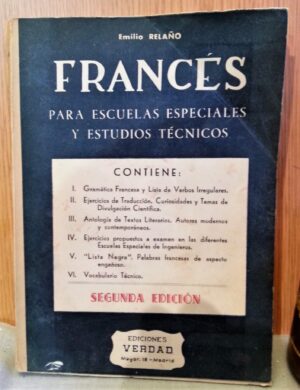 Emilio RELAÑO
FRANCÉS
PARA ESCUELAS ESPECIALES
Y ESTUDIOS TÉCNICOS
CONTIENE:
I. Gramática Francesa y Lista de Verbos Irregulares.
II. Ejercicios de Traducción. Curiosidades y Temas de
Divulgación Científica.
III. Antología de Textos Literarios. Autores modernos
y contemporáneos.
IV. Ejercicios propuestos a examen en las diferentes
Escuelas Especiales de Ingenieros.
V. "Lista Negra". Palabras francesas de aspecto
engañoso.
VI. Vocabulario Técnico.
SEGUNDA EDICIÓN
EDICIONES
VERDAD
Mayor, 18 - Madrid